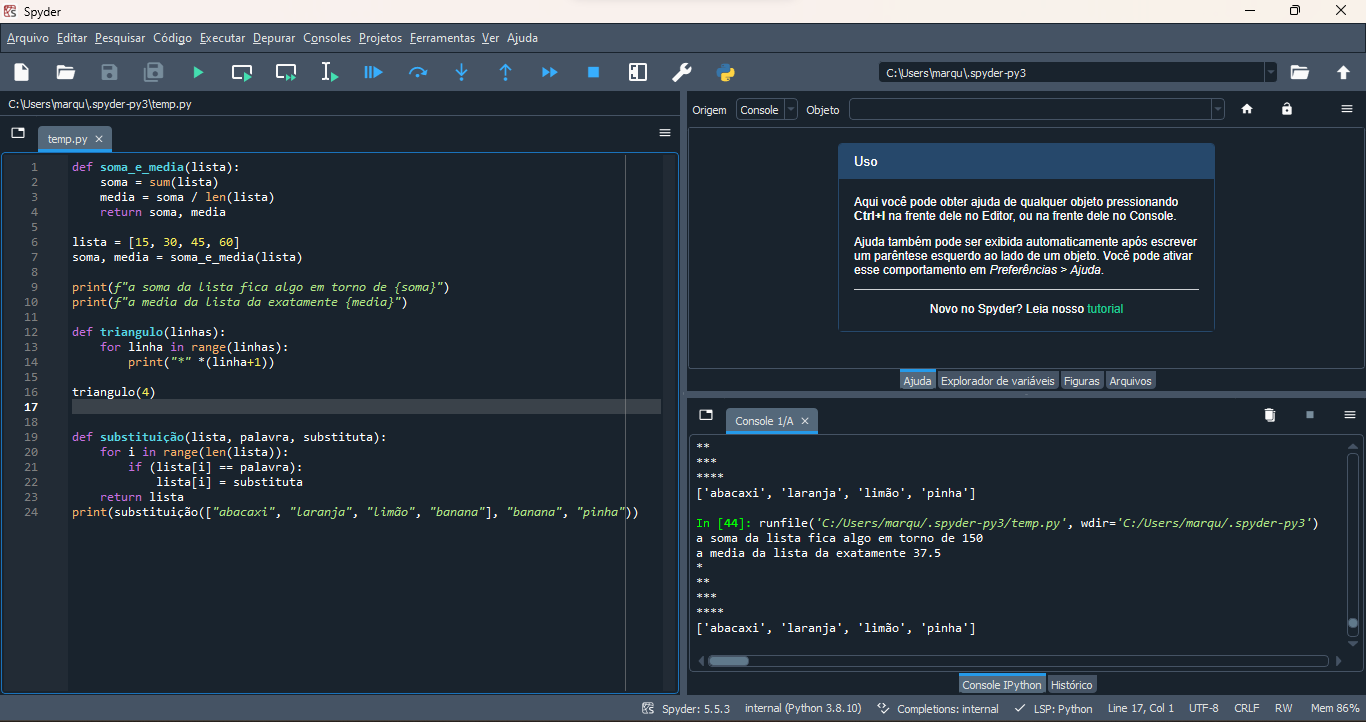 Spyder
Arquivo Editar Pesquisar Código Executar Depurar Consoles Projetos Ferramentas Ver Ajuda
C:\Users\marqu\.spyder-py3
C:\Users\marqu\.spyder-py3\temp.py
temp.py
1 def soma_e_media(lista):
2     soma = sum(lista)
3     media = soma / len(lista)
4     return soma, media
5
6 lista = [15, 30, 45, 60]
7 soma, media = soma_e_media(lista)
8
9 print(f"a soma da lista fica algo em torno de {soma}")
10 print(f"a media da lista da exatamente {media}")
11
12 def triangulo(linhas):
13     for linha in range(linhas):
14         print("*" *(linha+1))
15
16 triangulo(4)
17
18
19 def substituição(lista, palavra, substituta):
20     for i in range(len(lista)):
21         if (lista[i] == palavra):
22             lista[i] = substituta
23     return lista
24 print(substituição(["abacaxi", "laranja", "limão", "banana"], "banana", "pinha"))
Origem Console Objeto
Uso
Aqui você pode obter ajuda de qualquer objeto pressionando
Ctrl+I na frente dele no Editor, ou na frente dele no Console.
Ajuda também pode ser exibida automaticamente após escrever
um parêntese esquerdo ao lado de um objeto. Você pode ativar
esse comportamento em Preferências > Ajuda.
Novo no Spyder? Leia nosso tutorial
Ajuda Explorador de variáveis Figuras Arquivos
Console 1/A
**
***
****
['abacaxi', 'laranja', 'limão', 'pinha']
In [44]: runfile('C:/Users/marqu/.spyder-py3/temp.py', wdir='C:/Users/marqu/.spyder-py3')
a soma da lista fica algo em torno de 150
a media da lista da exatamente 37.5
*
**
***
****
['abacaxi', 'laranja', 'limão', 'pinha']
Console IPython Histórico
Spyder: 5.5.3 internal (Python 3.8.10) Completions: internal LSP: Python Line 17, Col 1 UTF-8 CRLF RW Mem 86%